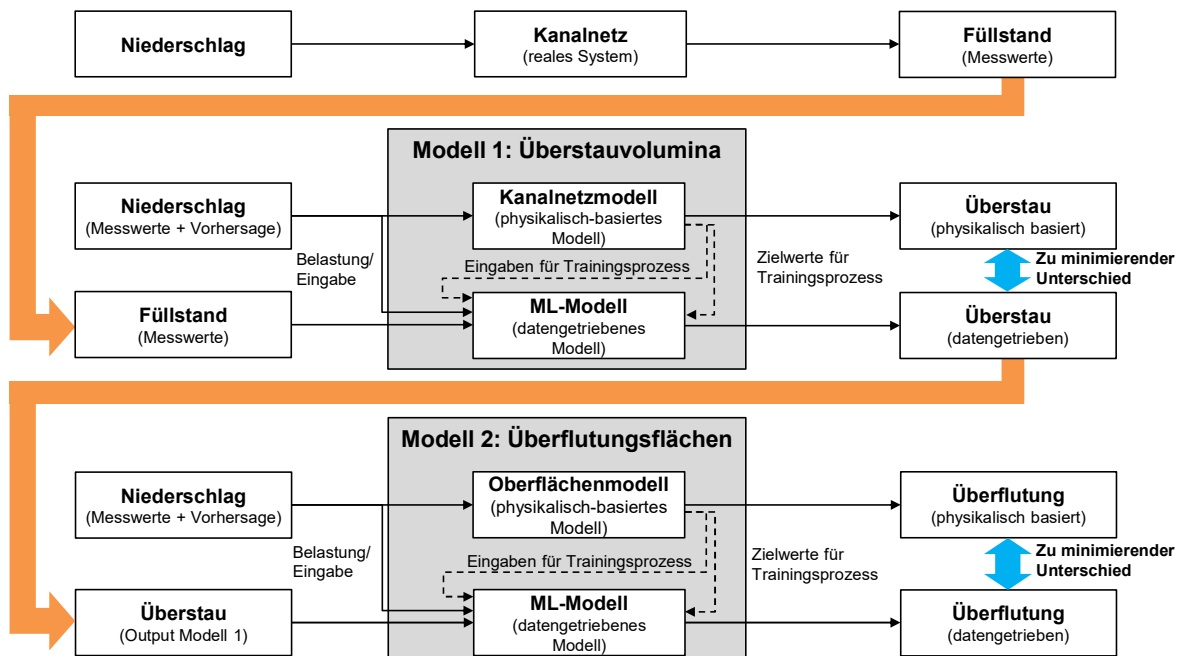 Niederschlag
Kanalnetz
(reales System)
Füllstand
(Messwerte)
Modell 1: Überstauvolumina
Niederschlag
(Messwerte + Vorhersage)
Kanalnetzmodell
(physikalisch-basiertes
Modell)
Überstau
(physikalisch basiert)
Belastung/
Eingabe
Eingaben für Trainingsprozess
Zielwerte für
Trainingsprozess
Zu minimierender
Unterschied
Füllstand
(Messwerte)
ML-Modell
(datengetriebenes
Modell)
Überstau
(datengetrieben)
Modell 2: Überflutungsflächen
Niederschlag
(Messwerte + Vorhersage)
Oberflächenmodell
(physikalisch-basiertes
Modell)
Überflutung
(physikalisch basiert)
Belastung/
Eingabe
Eingaben für Trainingsprozess
Zielwerte für
Trainingsprozess
Zu minimierender
Unterschied
Überstau
(Output Modell 1)
ML-Modell
(datengetriebenes
Modell)
Überflutung
(datengetrieben)